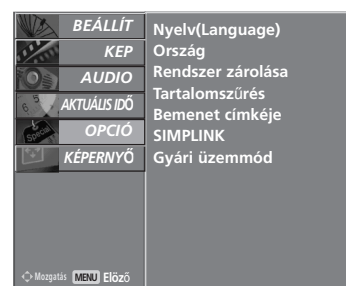 BEÁLLÍT
KEP
AUDIO
AKTUÁLIS IDŐ
Special
OPCIÓ
KÉPERNYŐ
Nyelv(Language)
Ország
Rendszer zárolása
Tartalomszűrés
Bemenet címkéje
SIMPLINK
Gyári üzemmód
Mozgatás MENU Előző